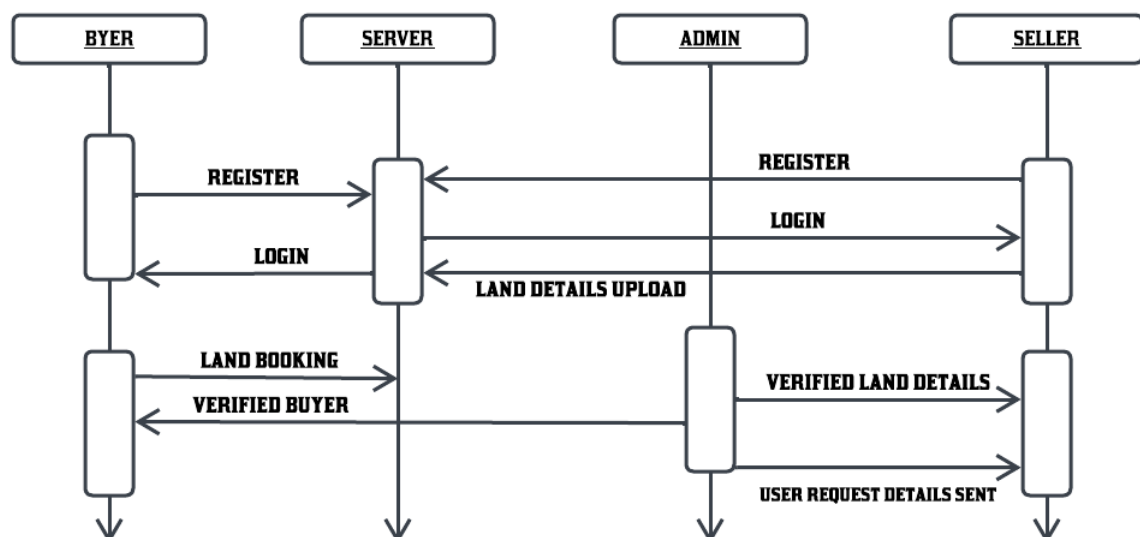 BYER
SERVER
ADMIN
SELLER
REGISTER
REGISTER
LOGIN
LOGIN
LAND DETAILS UPLOAD
LAND BOOKING
VERIFIED LAND DETAILS
VERIFIED BUYER
USER REQUEST DETAILS SENT